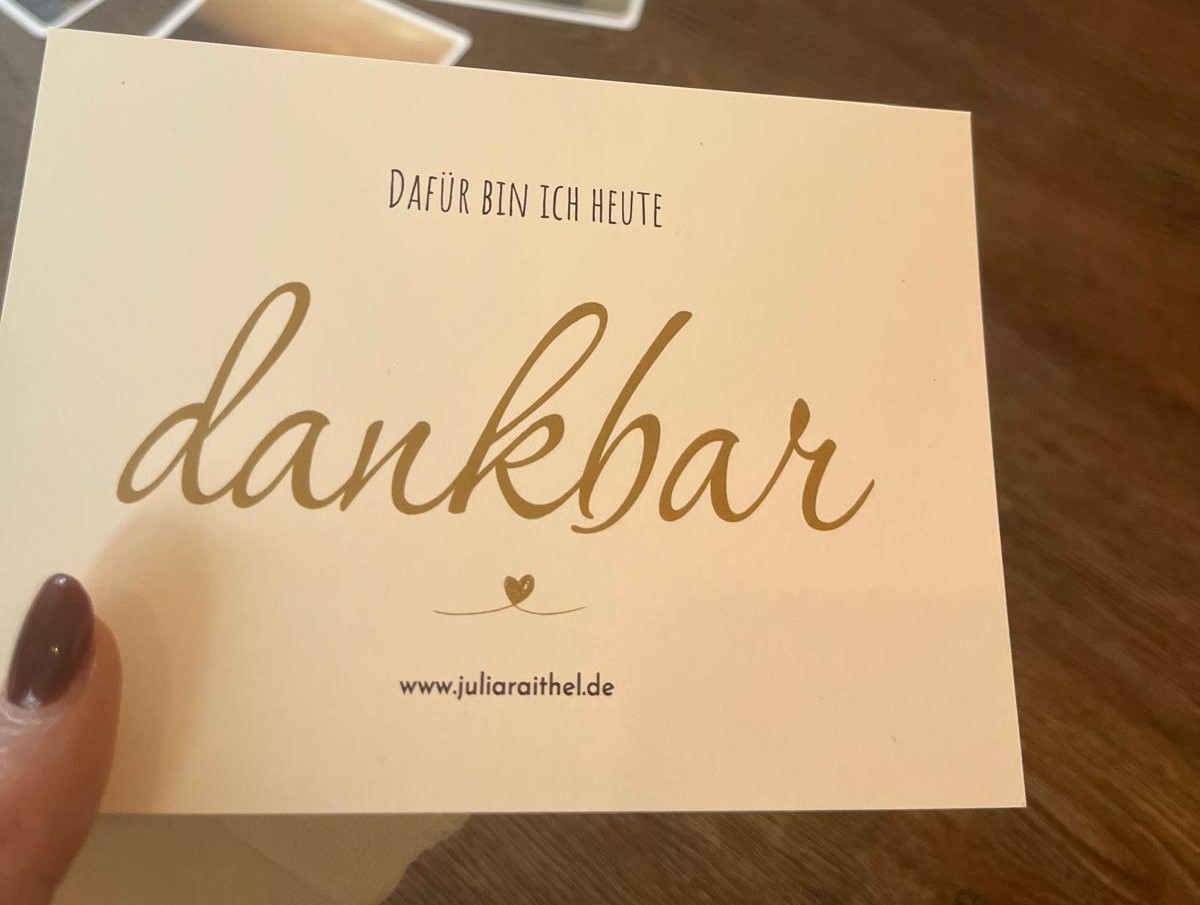 DAFÜR BIN ICH HEUTE
dankbar
www.juliaraithel.de